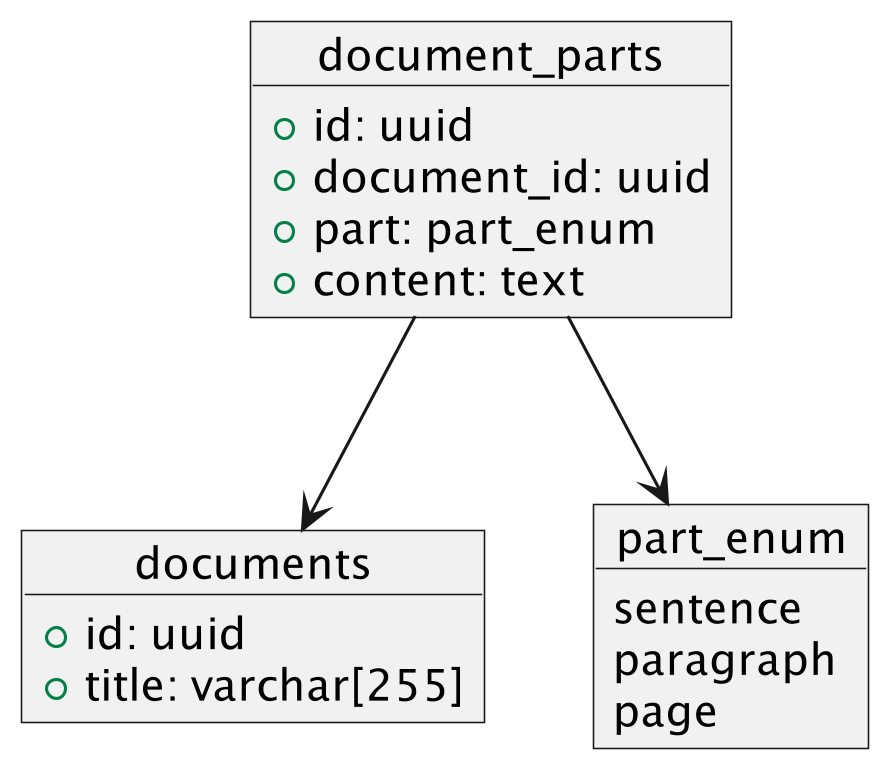 document_parts
id: uuid
document_id: uuid
part: part_enum
content: text
documents
id: uuid
title: varchar[255]
part_enum
sentence
paragraph
page